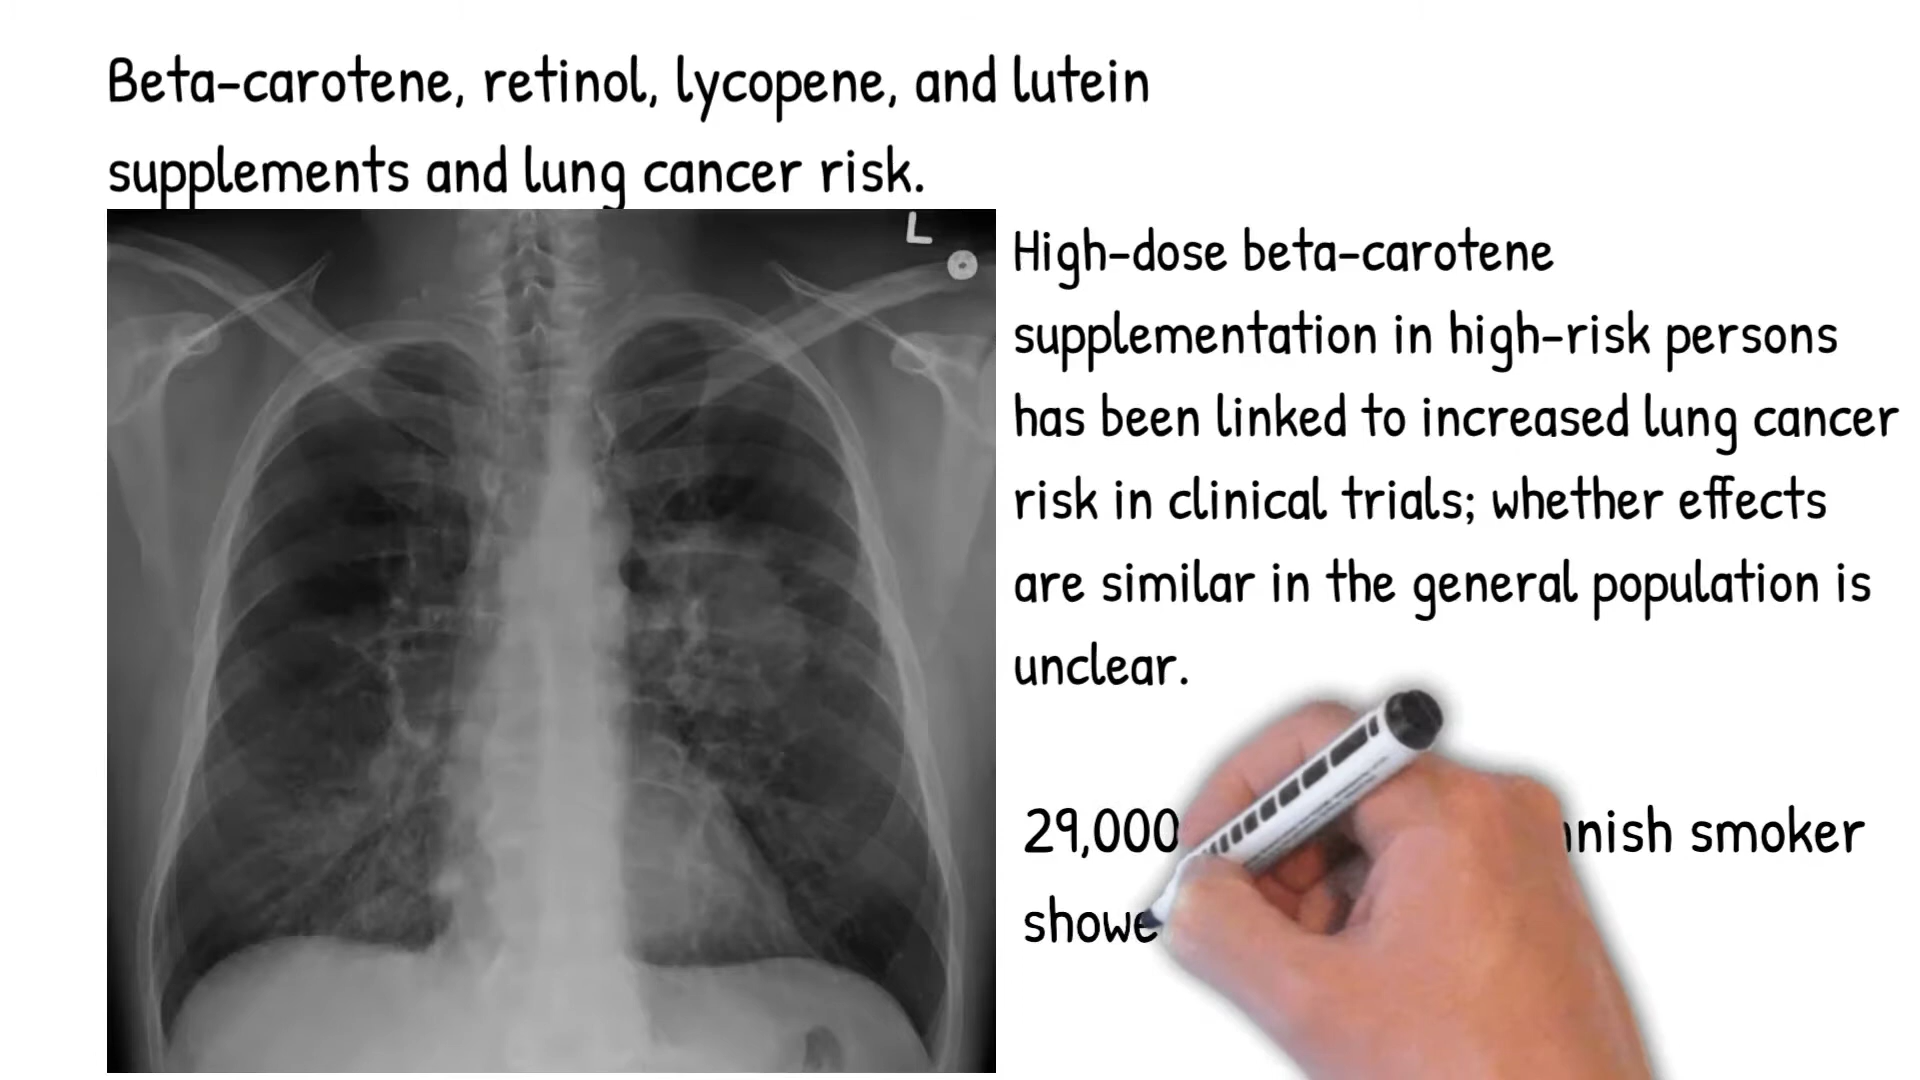 Beta-carotene, retinol, lycopene, and lutein
supplements and lung cancer risk.
L
High-dose beta-carotene
supplementation in high-risk persons
has been linked to increased lung cancer
risk in clinical trials; whether effects
are similar in the general population is
unclear.
29,000 smoker